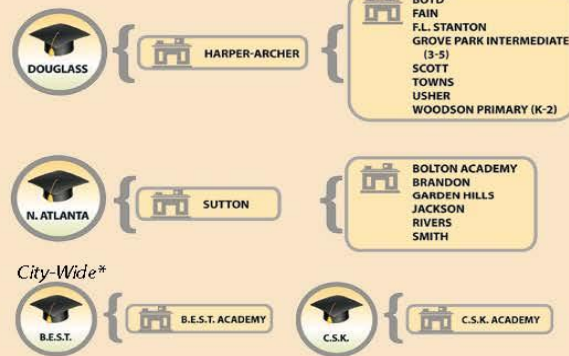 BOYD
FAIN
F.L. STANTON
GROVE PARK INTERMEDIATE
(3-5)
SCOTT
TOWNS
USHER
WOODSON PRIMARY (K-2)
HARPER-ARCHER
DOUGLASS
BOLTON ACADEMY
BRANDON
GARDEN HILLS
JACKSON
RIVERS
SMITH
SUTTON
N. ATLANTA
City-Wide*
B.E.S.T.
B.E.S.T. ACADEMY
C.S.K.
C.S.K. ACADEMY